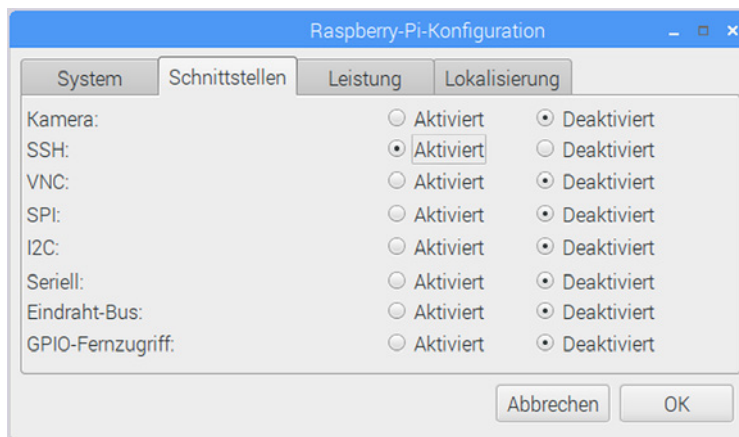 Raspberry-Pi-Konfiguration
System Schnittstellen Leistung Lokalisierung
Kamera: Aktiviert Deaktiviert
SSH: Aktiviert Deaktiviert
VNC: Aktiviert Deaktiviert
SPI: Aktiviert Deaktiviert
I2C: Aktiviert Deaktiviert
Seriell: Aktiviert Deaktiviert
Eindraht-Bus: Aktiviert Deaktiviert
GPIO-Fernzugriff: Aktiviert Deaktiviert
Abbrechen OK